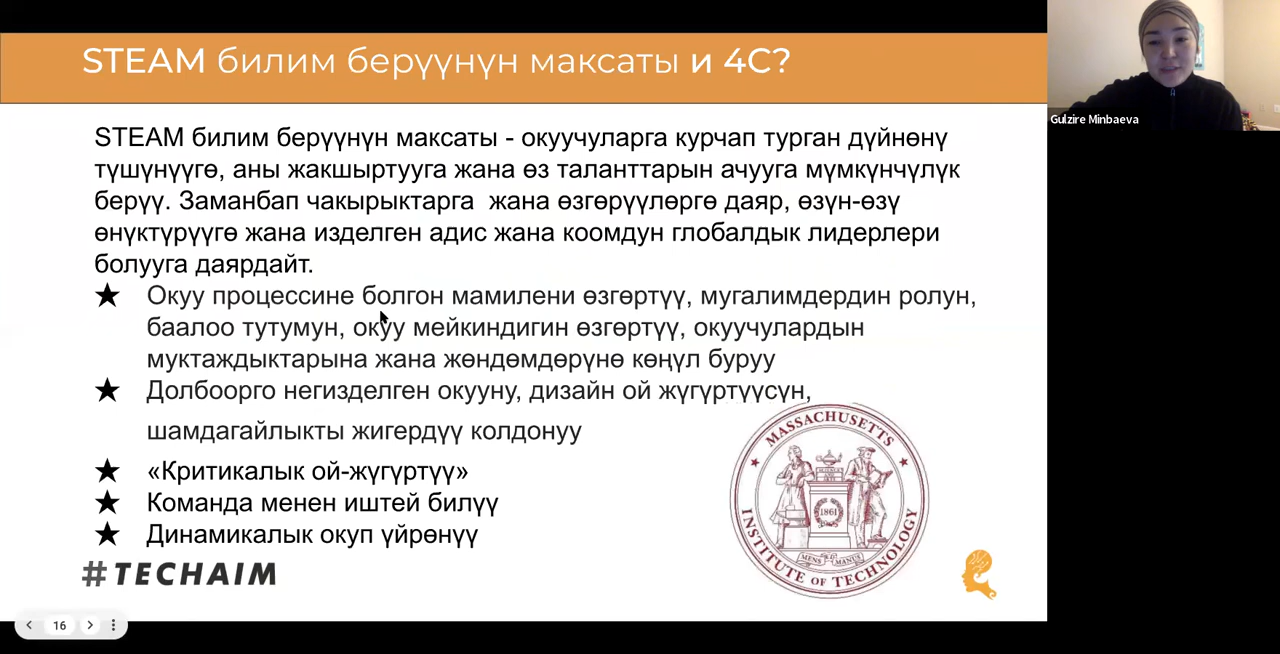 STEAM билим берүүнүн максаты и 4С?
Gulzire Minbaeva
STEAM билим берүүнүн максаты - окуучуларга курчап турган дүйнөнү
түшүнүүгө, аны жакшыртууга жана өз таланттарын ачууга мүмкүнчүлүк
берүү. Заманбап чакырыктарга жана өзгөрүүлөргө даяр, өзүн-өзү
өнүктүрүүгө жана изделген адис жана коомдун глобалдык лидерлери
болууга даярдайт.
★ Окуу процессине болгон мамилени өзгөртүү, мугалимдердин ролун,
баалоо тутумун, окуу мейкиндигин өзгөртүү, окуучулардын
муктаждыктарына жана жөндөмдөрүнө көңүл буруу
★ Долбоорго негизделген окууну, дизайн ой жүгүртүүсүн,
шамдагайлыкты жигердүү колдонуу
★ «Критикалык ой-жүгүртүү»
★ Команда менен иштей билүү
★ Динамикалык окуп үйрөнүү
MASSACHUSETTS
INSTITUTE OF TECHNOLOGY
1861
MENS MANUS
#TECHAIM
16